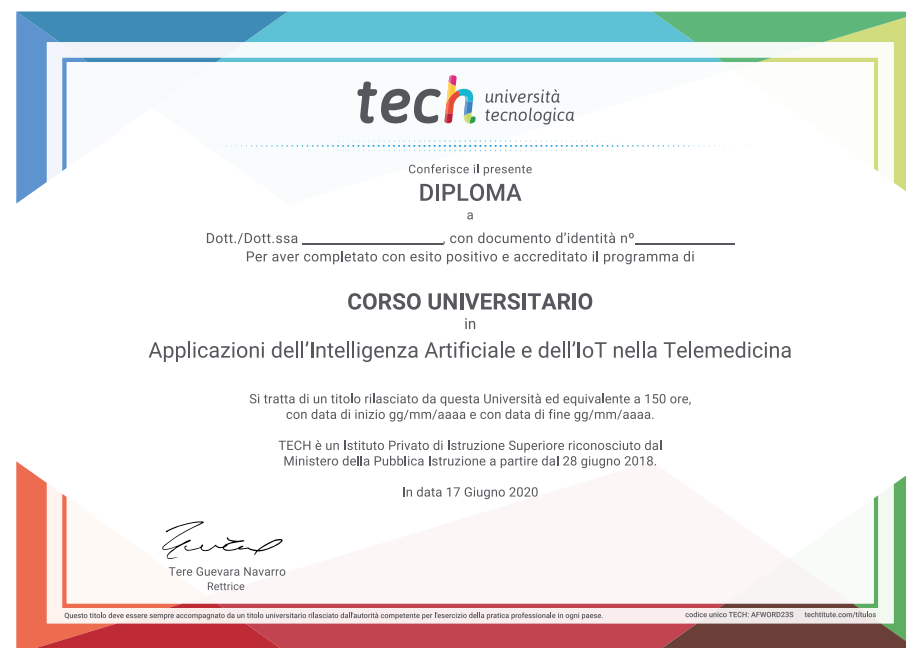 tech università
tecnologica
Conferisce il presente
DIPLOMA
a
Dott./Dott.ssa ____________________, con documento d'identità nº______________
Per aver completato con esito positivo e accreditato il programma di
CORSO UNIVERSITARIO
in
Applicazioni dell'Intelligenza Artificiale e dell'IoT nella Telemedicina
Si tratta di un titolo rilasciato da questa Università ed equivalente a 150 ore,
con data di inizio gg/mm/aaaa e con data di fine gg/mm/aaaa.
TECH è un Istituto Privato di Istruzione Superiore riconosciuto dal
Ministero della Pubblica Istruzione a partire dal 28 giugno 2018.
In data 17 Giugno 2020
Tere Guevara Navarro
Rettrice
Questo titolo deve essere sempre accompagnato da un titolo universitario rilasciato dall'autorità competente per l'esercizio della pratica professionale in ogni paese. codice unico TECH: AFWORD23S techtitute.com/títulos